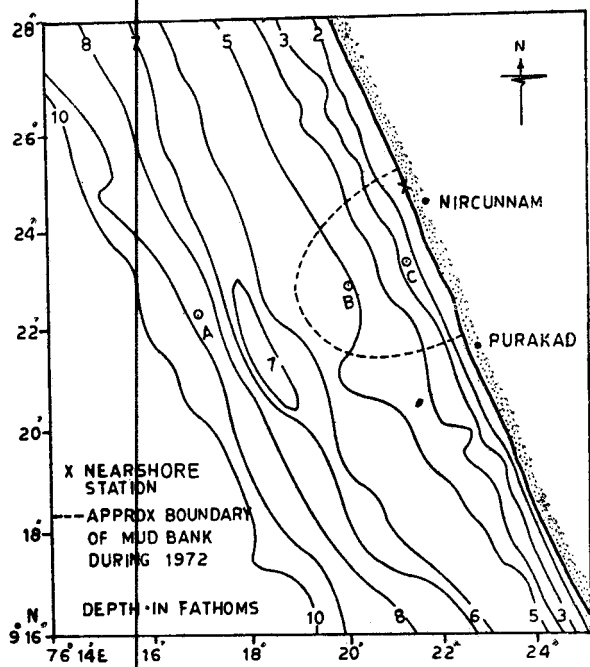 28°
8
7
5
3
2
N
10
26°
NIRCUNNAM
24°
C
B
A
22°
7
PURAKAD
20°
X NEARSHORE
STATION
---APPROX BOUNDARY
OF MUD BANK
DURING 1972
18°
DEPTH·IN FATHOMS
10
8
6
5
3
N
9°16°
76°14'E
16'
18'
20'
22'
24'